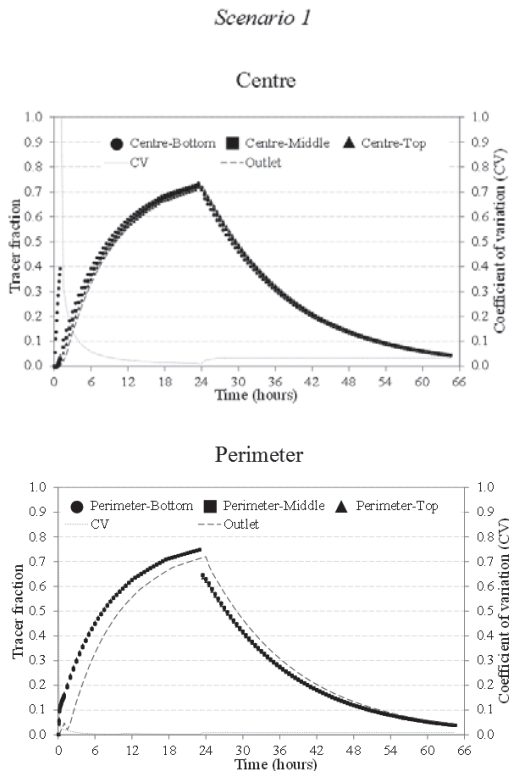 Scenario 1
Centre
1.0 0.9 0.8 0.7 0.6 0.5 0.4 0.3 0.2 0.1 0.0
Tracer fraction
Centre-Bottom Centre-Middle Centre-Top
CV Outlet
1.0 0.9 0.8 0.7 0.6 0.5 0.4 0.3 0.2 0.1 0.0
Coefficient of variation (CV)
0 6 12 18 24 30 36 42 48 54 60 66
Time (hours)
Perimeter
1.0 0.9 0.8 0.7 0.6 0.5 0.4 0.3 0.2 0.1 0.0
Tracer fraction
Perimeter-Bottom Perimeter-Middle Perimeter-Top
CV Outlet
1.0 0.9 0.8 0.7 0.6 0.5 0.4 0.3 0.2 0.1 0.0
Coefficient of variation (CV)
0 6 12 18 24 30 36 42 48 54 60 66
Time (hours)